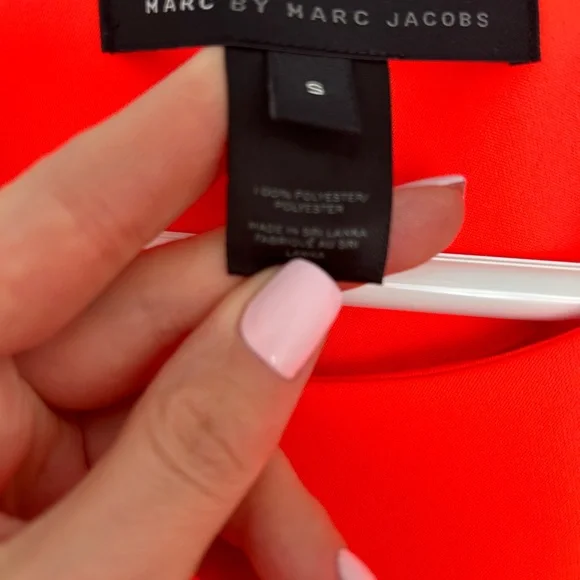 MARC BY MARC JACOBS
S
100% POLYESTER/
POLYESTER
MADE IN SRI LANKA
FABRIQUÉ AU SRI
LANKA